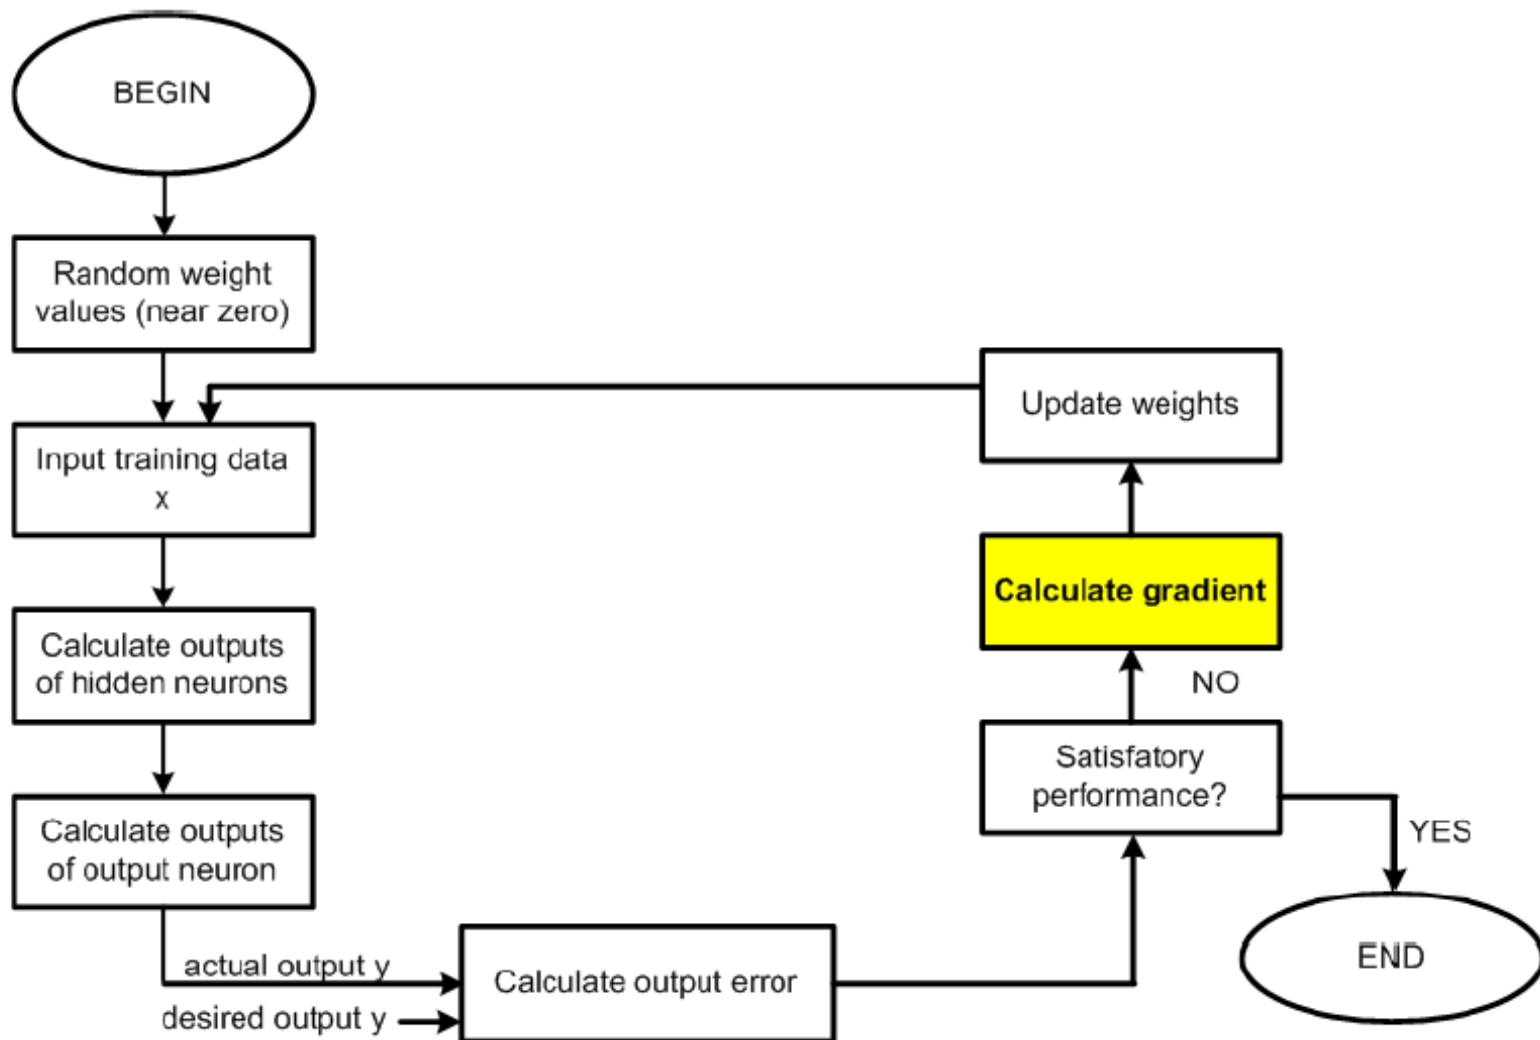 BEGIN
Random weight
values (near zero)
Input training data
x
Calculate outputs
of hidden neurons
Calculate outputs
of output neuron
actual output y
desired output y
Calculate output error
Satisfatory
performance?
NO
YES
Calculate gradient
Update weights
END